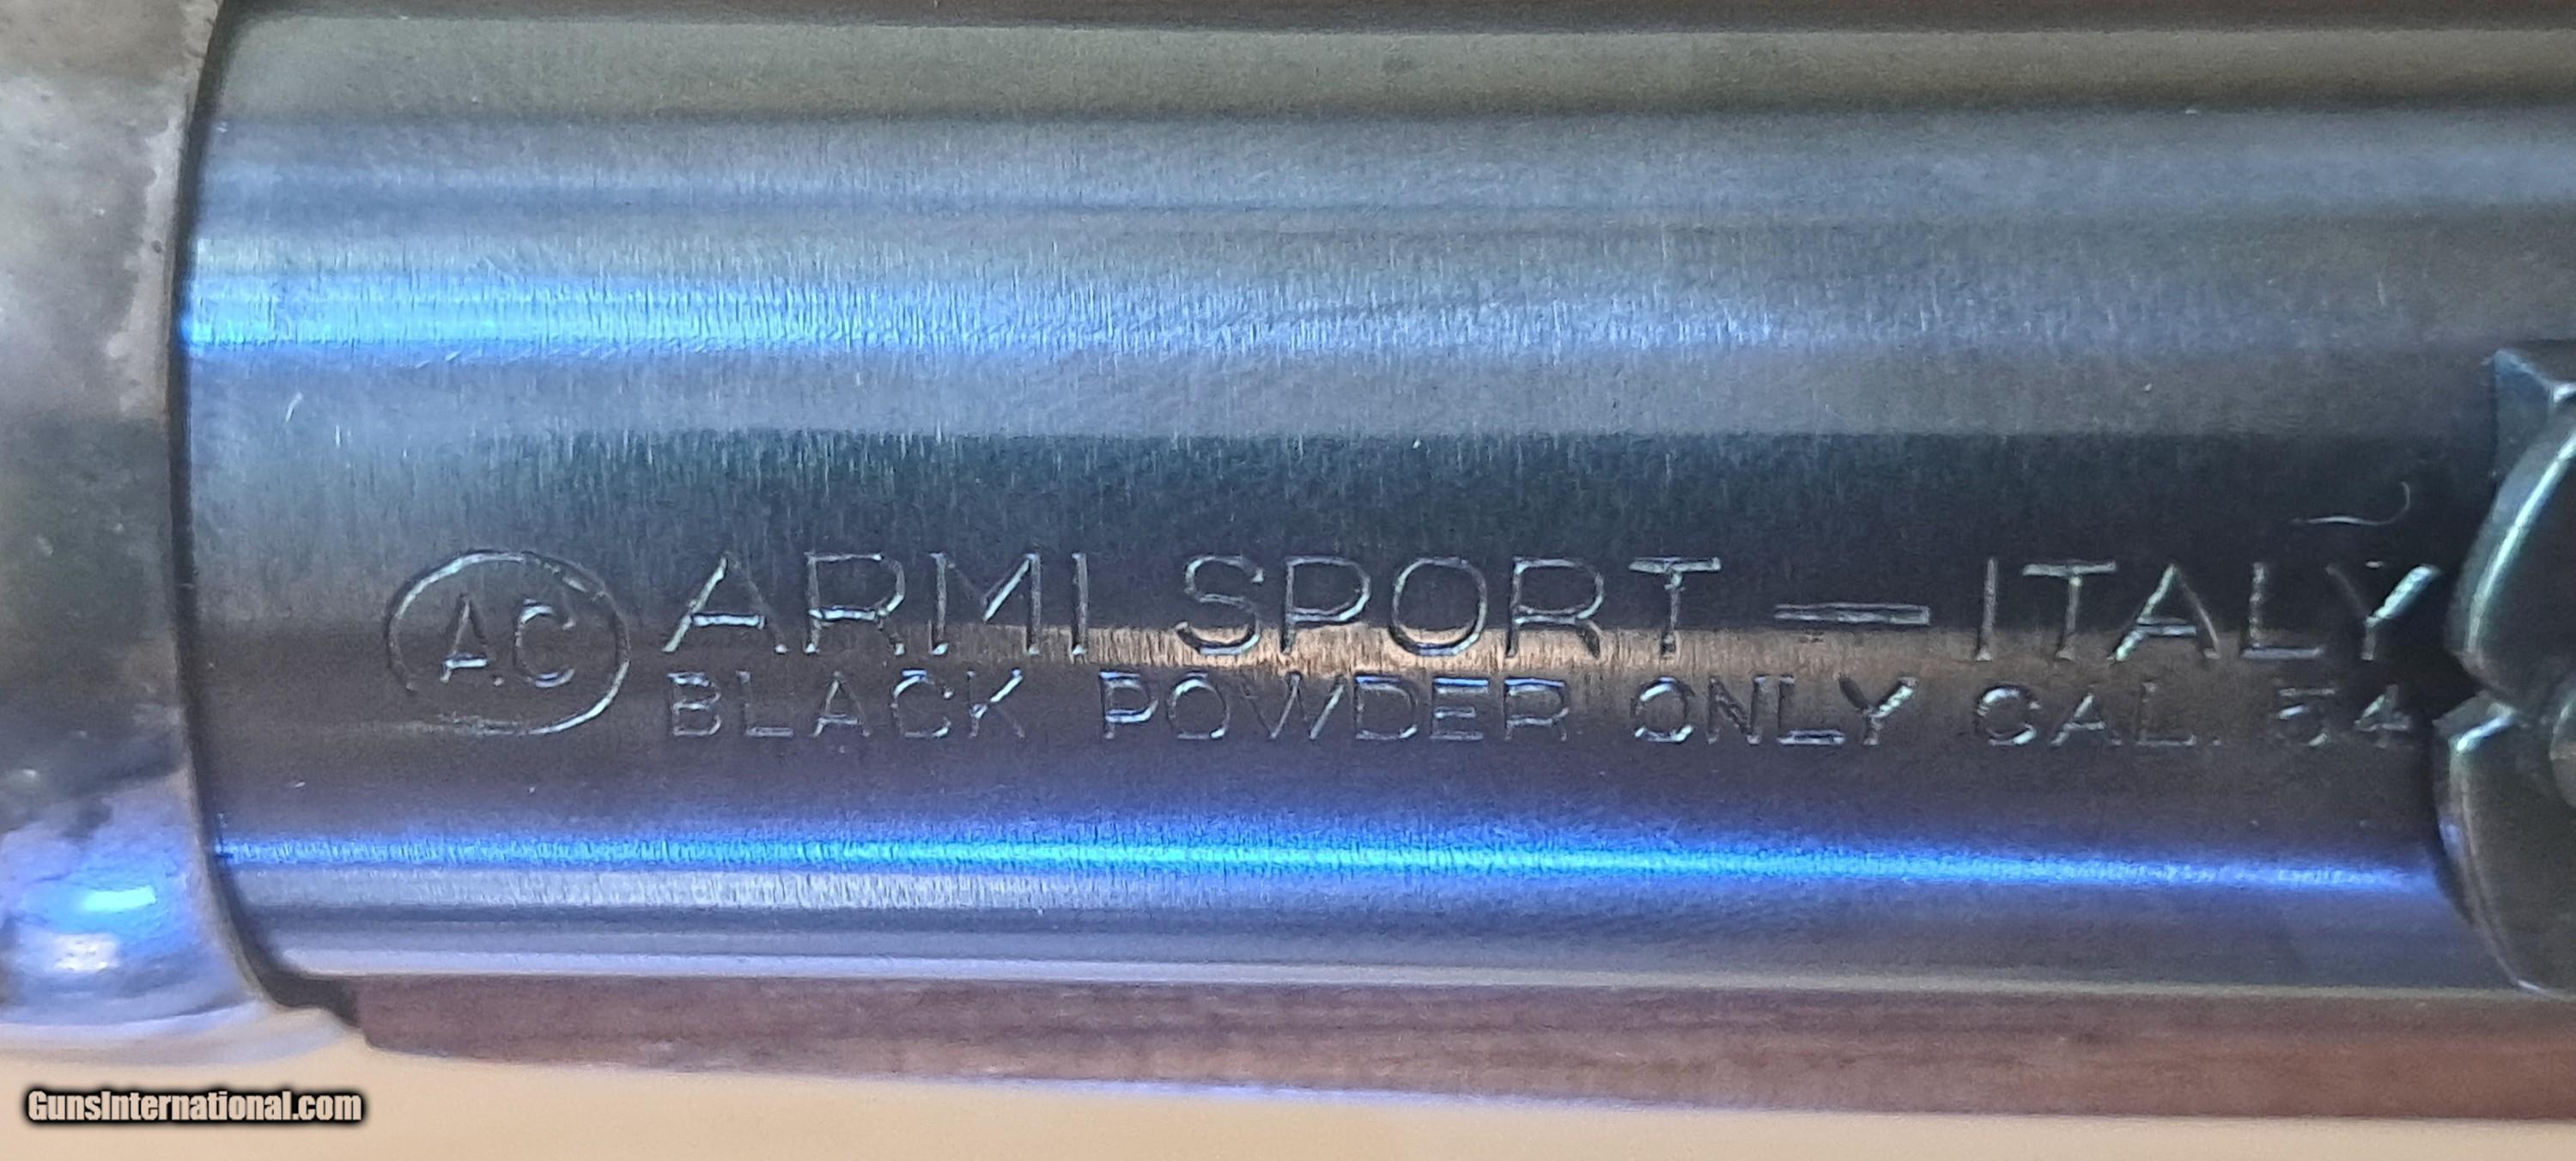 A.C ARMI SPORT — ITALY
BLACK POWDER ONLY CAL. 54
GunsInternational.com